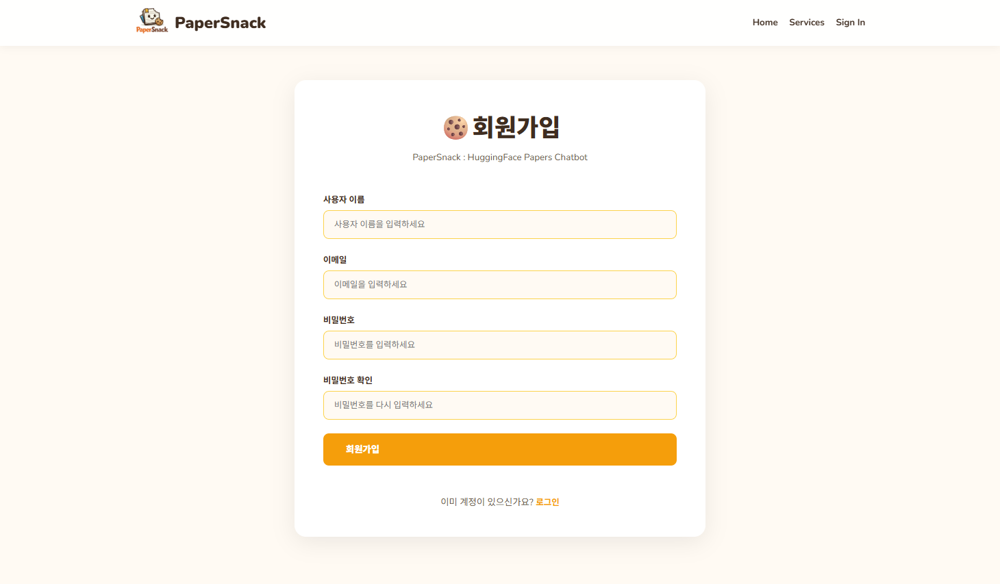 PaperSnack
PaperSnack
Home
Services
Sign In
회원가입
PaperSnack : HuggingFace Papers Chatbot
사용자 이름
사용자 이름을 입력하세요
이메일
이메일을 입력하세요
비밀번호
비밀번호를 입력하세요
비밀번호 확인
비밀번호를 다시 입력하세요
회원가입
이미 계정이 있으신가요? 로그인